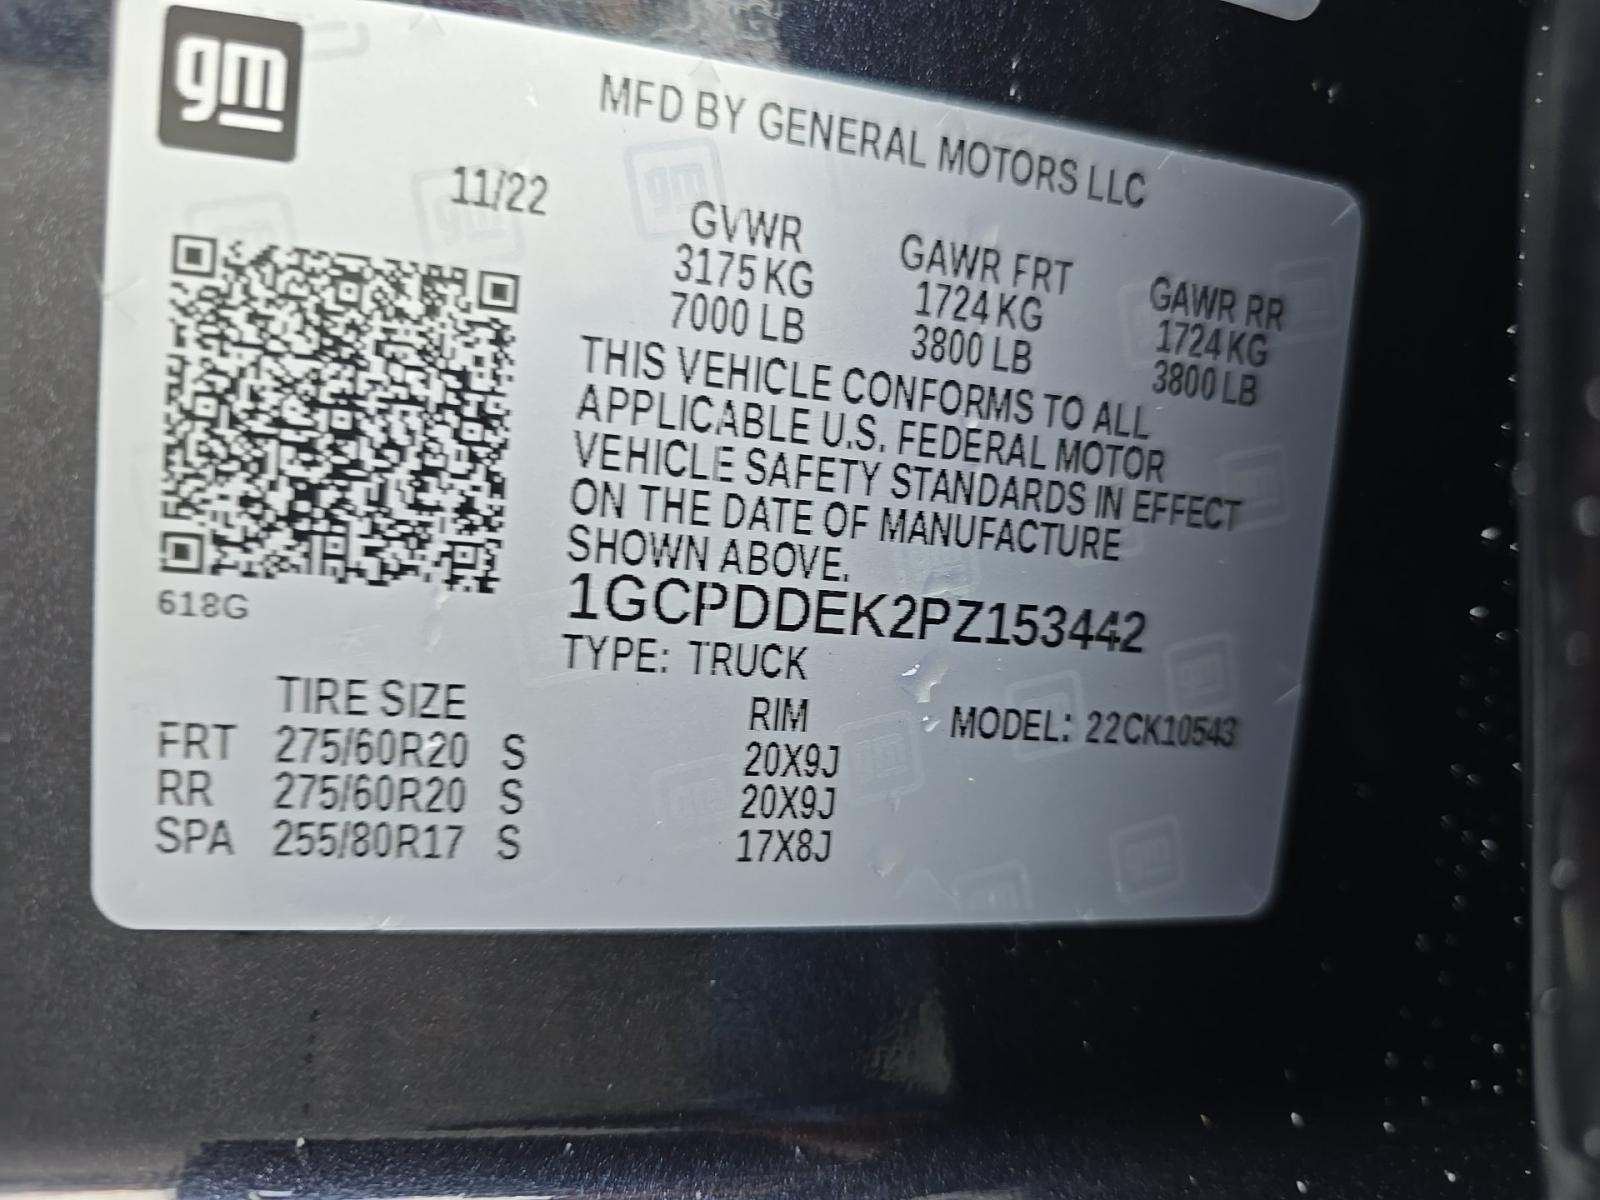 gm
MFD BY GENERAL MOTORS LLC
11/22
GVWR GAWR FRT GAWR RR
3175 KG 1724 KG 1724 KG
7000 LB 3800 LB 3800 LB
THIS VEHICLE CONFORMS TO ALL
APPLICABLE U.S. FEDERAL MOTOR
VEHICLE SAFETY STANDARDS IN EFFECT
ON THE DATE OF MANUFACTURE
SHOWN ABOVE.
1GCPDDEK2PZ153442
618G
TYPE: TRUCK
TIRE SIZE RIM MODEL: 22CK10543
FRT 275/60R20 S 20X9J
RR 275/60R20 S 20X9J
SPA 255/80R17 S 17X8J